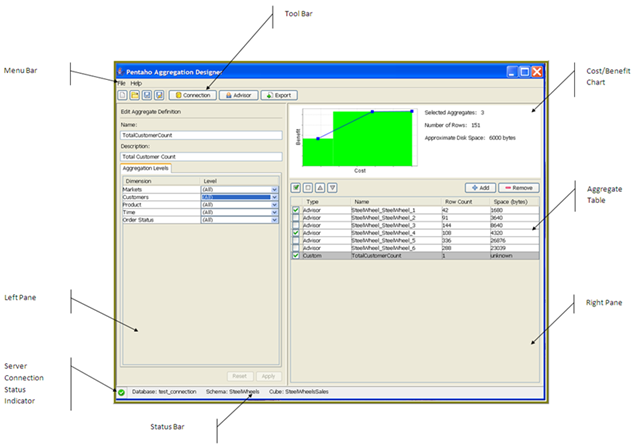 Tool Bar
Menu Bar
Cost/Benefit
Chart
Pentaho Aggregation Designer
File Help
Connection Advisor Export
Edit Aggregate Definition
Name:
TotalCustomerCount
Description:
Total Customer Count
Aggregation Levels
Dimension Level
Markets (All)
Customers (All)
Product (All)
Time (All)
Order Status (All)
Reset Apply
Benefit
Cost
Selected Aggregates: 3
Number of Rows: 151
Approximate Disk Space: 6000 bytes
Add Remove
Type Name Row Count Space (bytes)
Advisor SteelWheel_SteelWheel_1 42 1680
Advisor SteelWheel_SteelWheel_2 91 3640
Advisor SteelWheel_SteelWheel_3 144 8640
Advisor SteelWheel_SteelWheel_4 108 4320
Advisor SteelWheel_SteelWheel_5 336 26876
Advisor SteelWheel_SteelWheel_6 288 23039
Custom TotalCustomerCount 1 unknown
Aggregate
Table
Left Pane
Right Pane
Server
Connection
Status
Indicator
Database: test_connection Schema: SteelWheels Cube: SteelWheelsSales
Status Bar